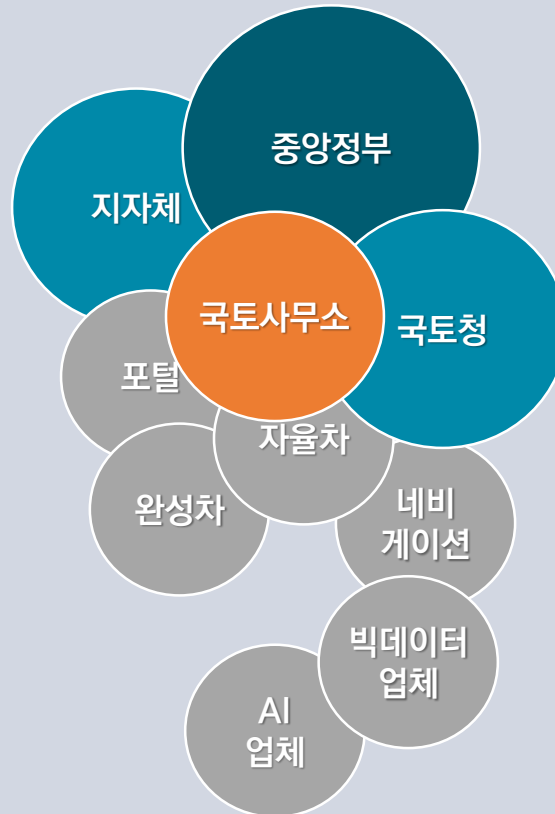 중앙정부
지자체
국토사무소
국토청
포털
자율차
완성차
네비
게이션
빅데이터
업체
AI
업체